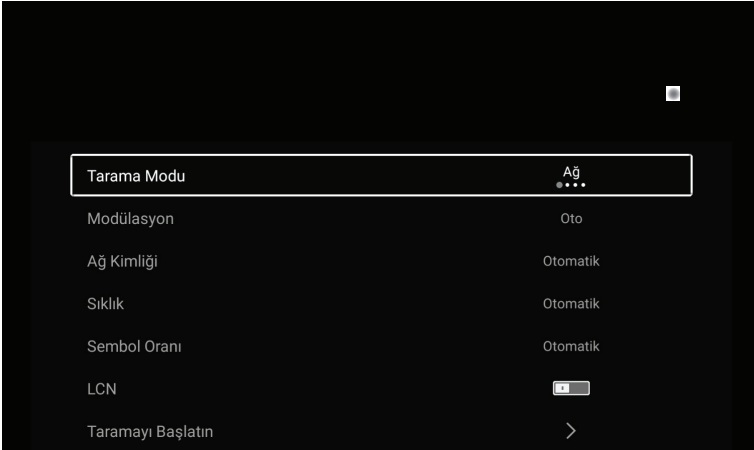 Tarama Modu Ağ
Modülasyon Oto
Ağ Kimliği Otomatik
Sıklık Otomatik
Sembol Oranı Otomatik
LCN
Taramayı Başlatın